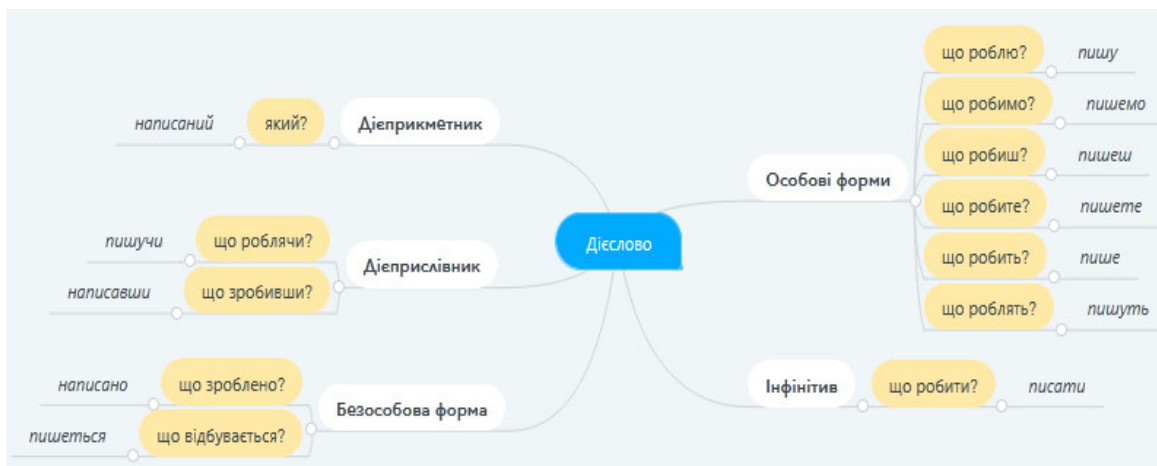 Дієслово
Дієприкметник
який?
написаний
Дієприслівник
що роблячи?
пишучи
що зробивши?
написавши
Безособова форма
що зроблено?
написано
що відбувається?
пишеться
Особові форми
що роблю?
пишу
що робимо?
пишемо
що робиш?
пишеш
що робите?
пишете
що робить?
пише
що роблять?
пишуть
Інфінітив
що робити?
писати